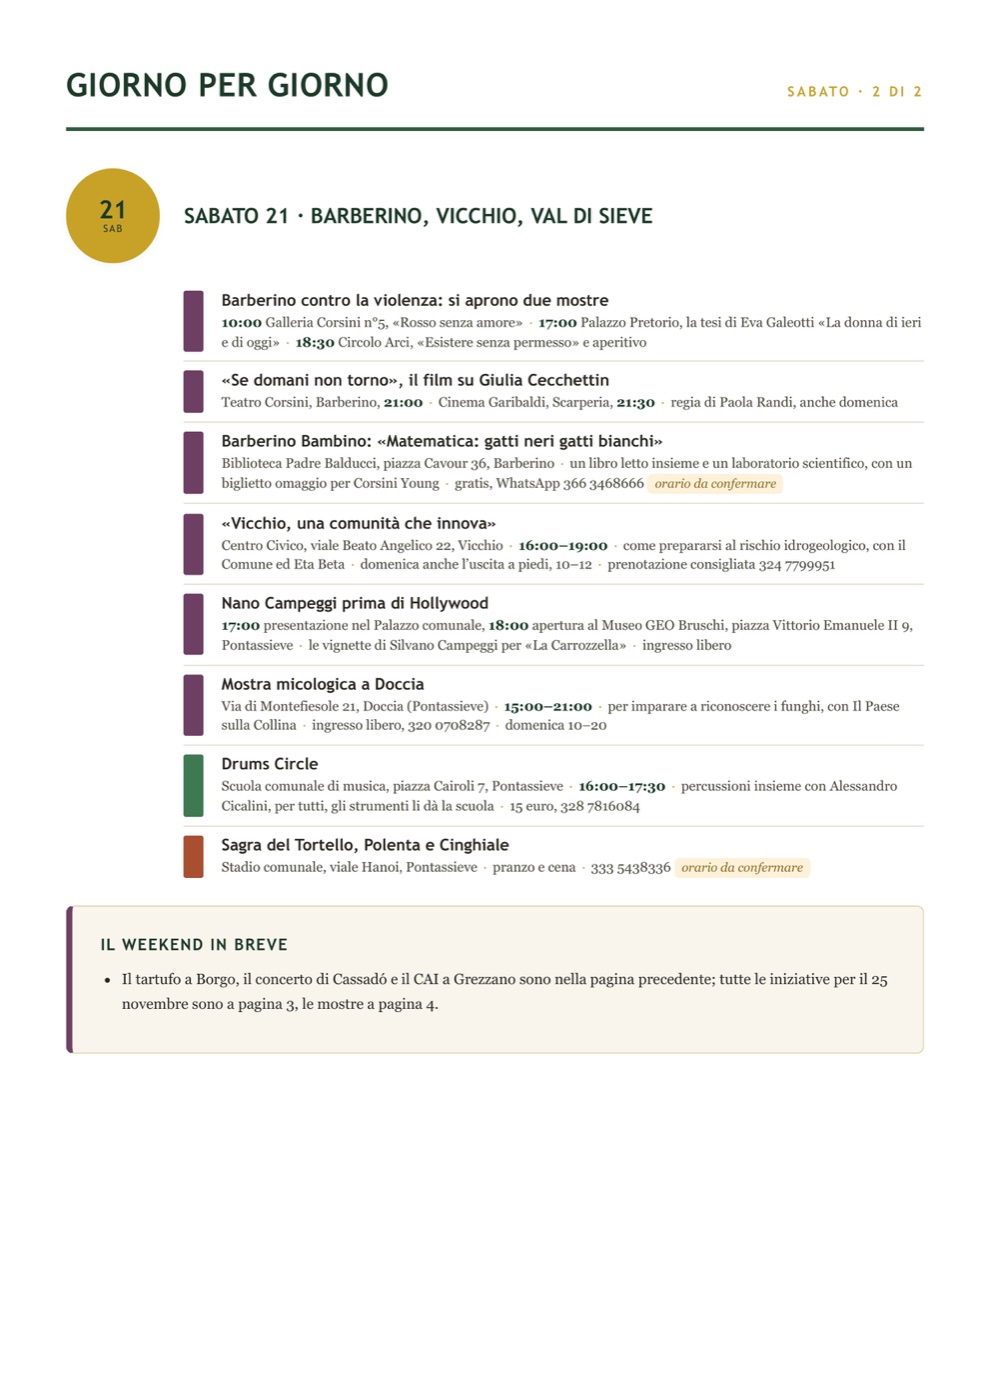 GIORNO PER GIORNO
SABATO · 2 DI 2
21
SAB
SABATO 21 · BARBERINO, VICCHIO, VAL DI SIEVE
Barberino contro la violenza: si aprono due mostre
10:00 Galleria Corsini n°5, «Rosso senza amore» · 17:00 Palazzo Pretorio, la tesi di Eva Galeotti «La donna di ieri
e di oggi» · 18:30 Circolo Arci, «Esistere senza permesso» e aperitivo
«Se domani non torno», il film su Giulia Cecchettin
Teatro Corsini, Barberino, 21:00 · Cinema Garibaldi, Scarperia, 21:30 · regia di Paola Randi, anche domenica
Barberino Bambino: «Matematica: gatti neri gatti bianchi»
Biblioteca Padre Balducci, piazza Cavour 36, Barberino · un libro letto insieme e un laboratorio scientifico, con un
biglietto omaggio per Corsini Young · gratis, WhatsApp 366 3468666 orario da confermare
«Vicchio, una comunità che innova»
Centro Civico, viale Beato Angelico 22, Vicchio · 16:00–19:00 · come prepararsi al rischio idrogeologico, con il
Comune ed Eta Beta · domenica anche l'uscita a piedi, 10–12 · prenotazione consigliata 324 7799951
Nano Campeggi prima di Hollywood
17:00 presentazione nel Palazzo comunale, 18:00 apertura al Museo GEO Bruschi, piazza Vittorio Emanuele II 9,
Pontassieve · le vignette di Silvano Campeggi per «La Carrozzella» · ingresso libero
Mostra micologica a Doccia
Via di Montefiesole 21, Doccia (Pontassieve) · 15:00–21:00 · per imparare a riconoscere i funghi, con Il Paese
sulla Collina · ingresso libero, 320 0708287 · domenica 10–20
Drums Circle
Scuola comunale di musica, piazza Cairoli 7, Pontassieve · 16:00–17:30 · percussioni insieme con Alessandro
Cicalini, per tutti, gli strumenti li dà la scuola · 15 euro, 328 7816084
Sagra del Tortello, Polenta e Cinghiale
Stadio comunale, viale Hanoi, Pontassieve · pranzo e cena · 333 5438336 orario da confermare
IL WEEKEND IN BREVE
• Il tartufo a Borgo, il concerto di Cassadó e il CAI a Grezzano sono nella pagina precedente; tutte le iniziative per il 25
novembre sono a pagina 3, le mostre a pagina 4.